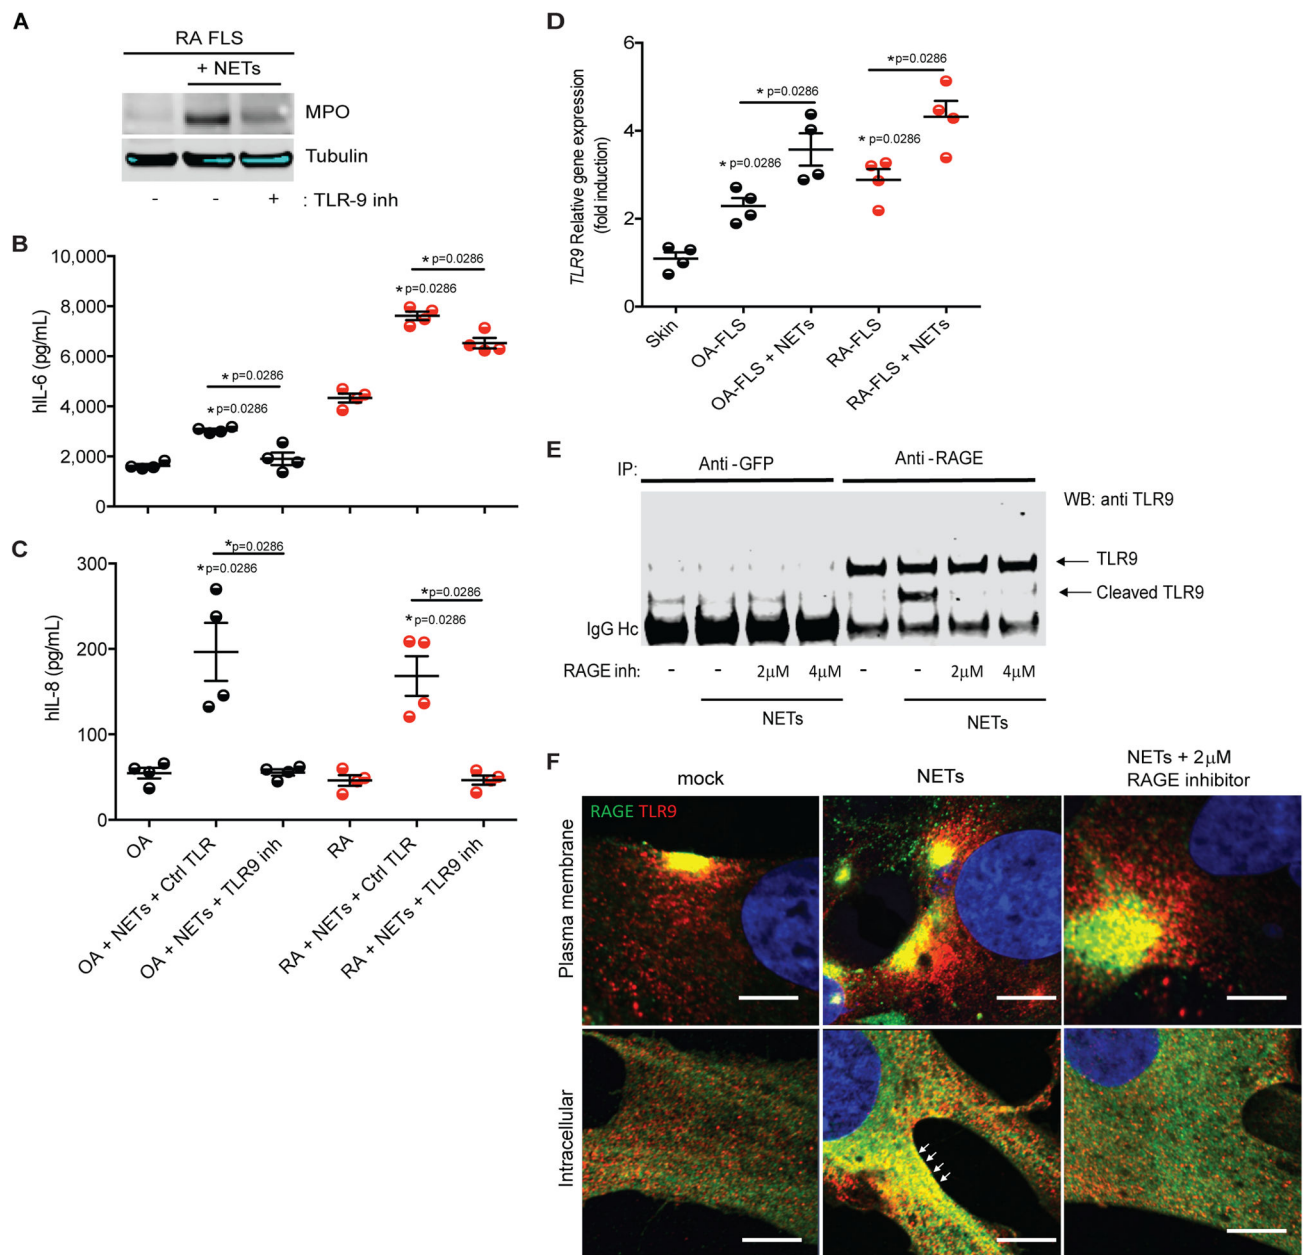 A
RA FLS
+ NETs
MPO
Tubulin
- - + : TLR-9 inh
B
hIL-6 (pg/mL)
10,000
8,000
6,000
4,000
2,000
0
* p=0.0286
* p=0.0286
* p=0.0286
* p=0.0286
C
hIL-8 (pg/mL)
300
200
100
0
* p=0.0286
* p=0.0286
* p=0.0286
* p=0.0286
OA
OA + NETs + Ctrl TLR
OA + NETs + TLR9 inh
RA
RA + NETs + Ctrl TLR
RA + NETs + TLR9 inh
D
TLR9 Relative gene expression
(fold induction)
6
4
2
0
* p=0.0286
* p=0.0286
* p=0.0286
* p=0.0286
Skin
OA-FLS
OA-FLS + NETs
RA-FLS
RA-FLS + NETs
E
IP: Anti-GFP Anti-RAGE
WB: anti TLR9
TLR9
Cleaved TLR9
IgG Hc
RAGE inh: - - 2μM 4μM - - 2μM 4μM
NETs NETs
F
mock
NETs
NETs + 2μM
RAGE inhibitor
RAGE TLR9
Plasma membrane
Intracellular